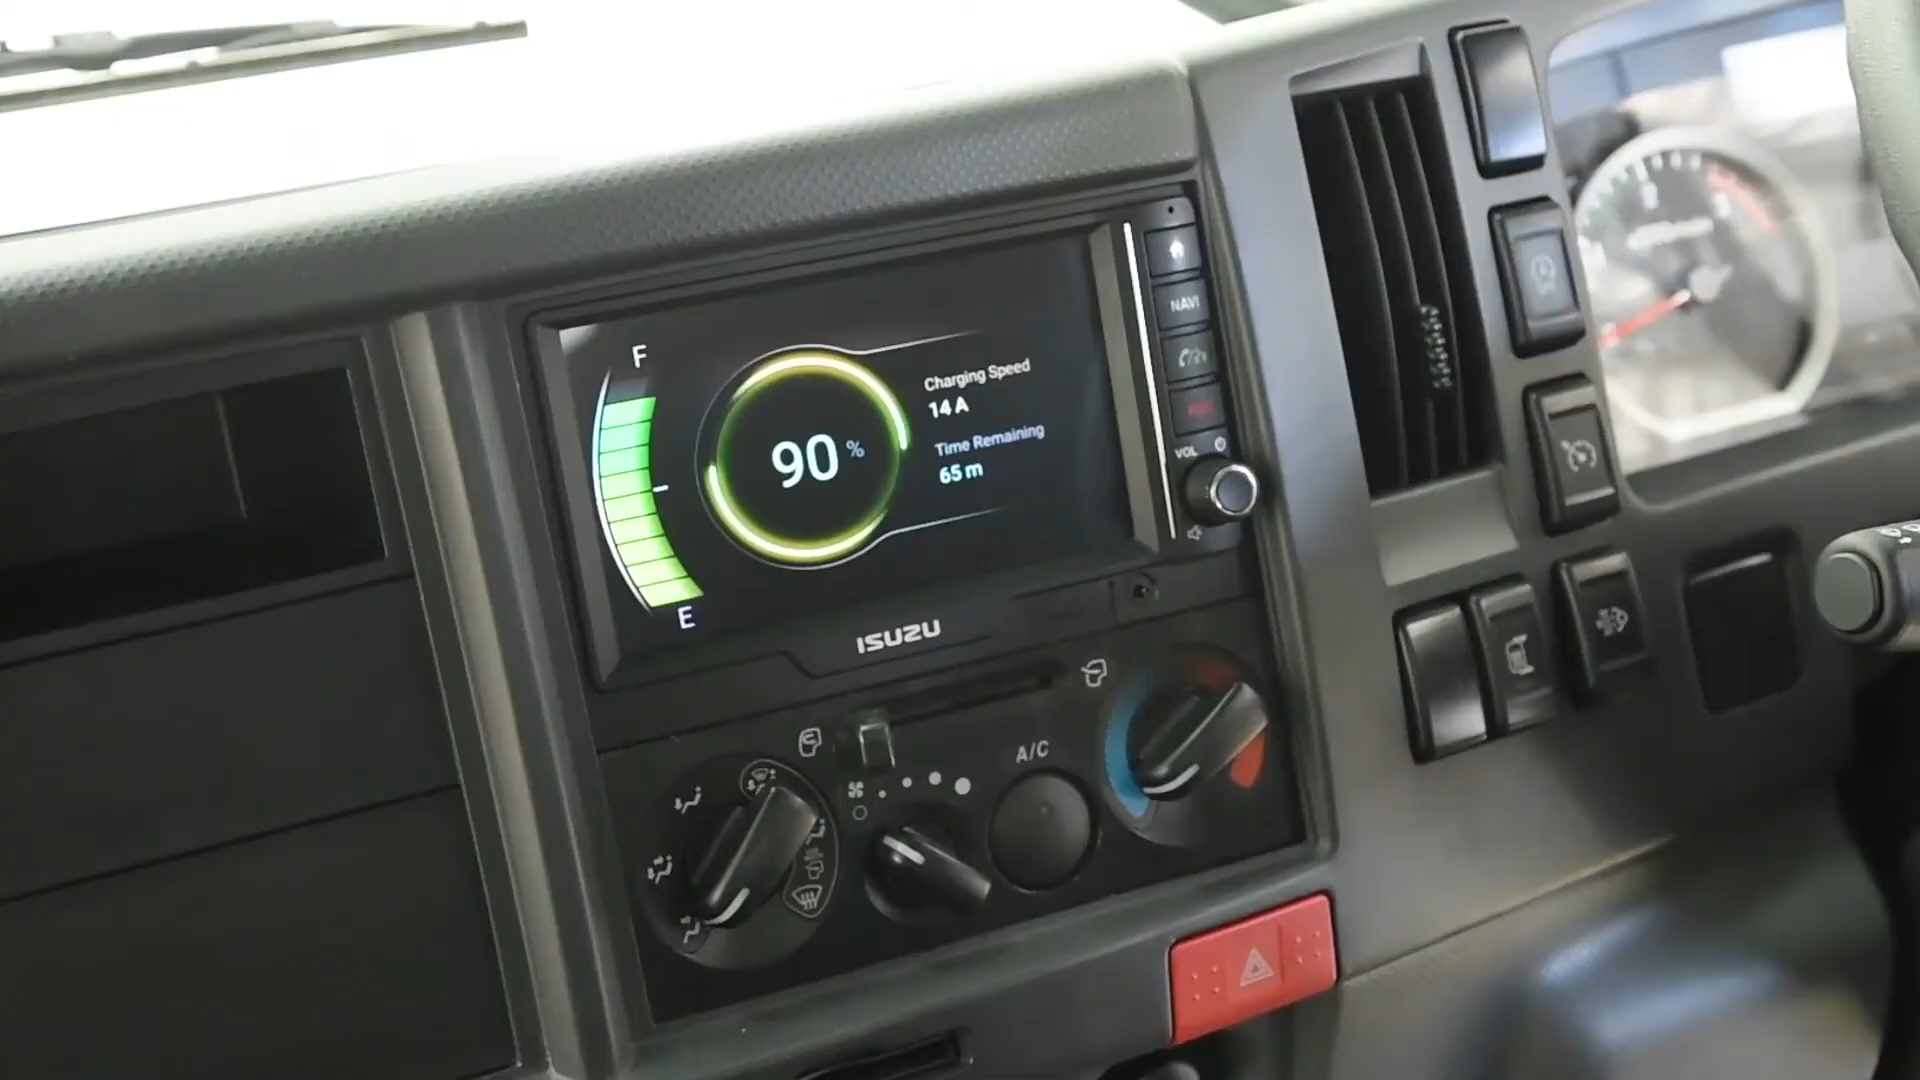 F
90 %
Charging Speed
14 A
Time Remaining
65 m
E
ISUZU
NAVI
VOL
A/C